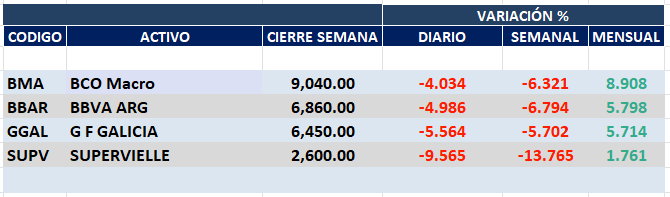 VARIACIÓN %
CODIGO ACTIVO CIERRE SEMANA DIARIO SEMANAL MENSUAL
BMA BCO Macro 9,040.00 -4.034 -6.321 8.908
BBAR BBVA ARG 6,860.00 -4.986 -6.794 5.798
GGAL G F GALICIA 6,450.00 -5.564 -5.702 5.714
SUPV SUPERVIELLE 2,600.00 -9.565 -13.765 1.761